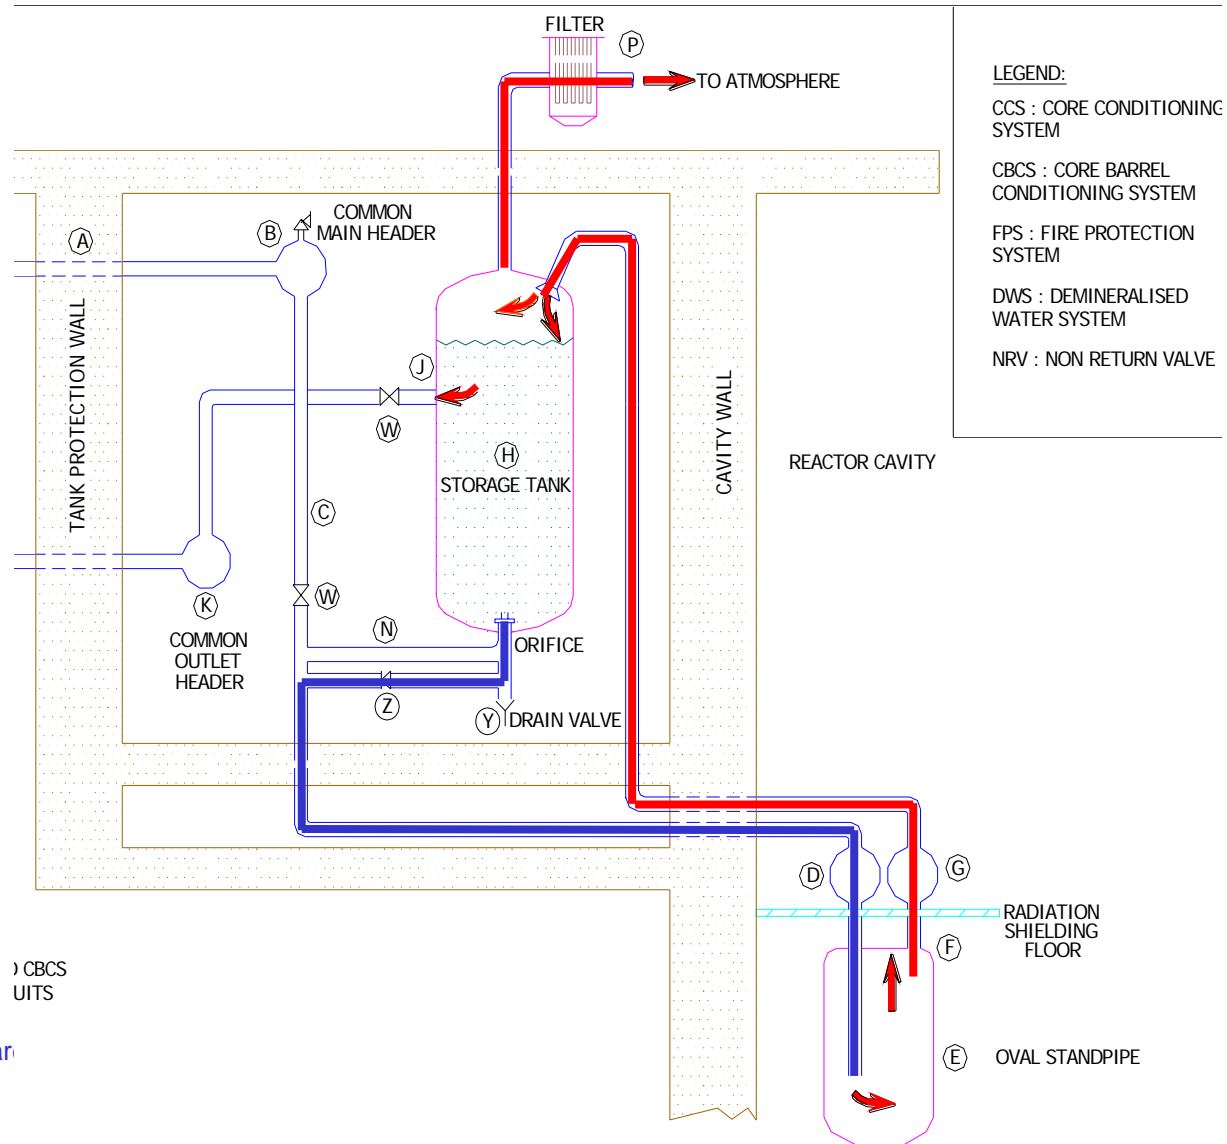 FILTER
P
TO ATMOSPHERE
LEGEND:
CCS : CORE CONDITIONING
SYSTEM
CBCS : CORE BARREL
CONDITIONING SYSTEM
FPS : FIRE PROTECTION
SYSTEM
DWS : DEMINERALISED
WATER SYSTEM
NRV : NON RETURN VALVE
A
B
COMMON
MAIN HEADER
TANK PROTECTION WALL
J
W
H
STORAGE TANK
CAVITY WALL
REACTOR CAVITY
C
W
K
COMMON
OUTLET
HEADER
N
ORIFICE
Z
Y
DRAIN VALVE
D
G
RADIATION
SHIELDING
FLOOR
F
CBCS
UITS
E
OVAL STANDPIPE